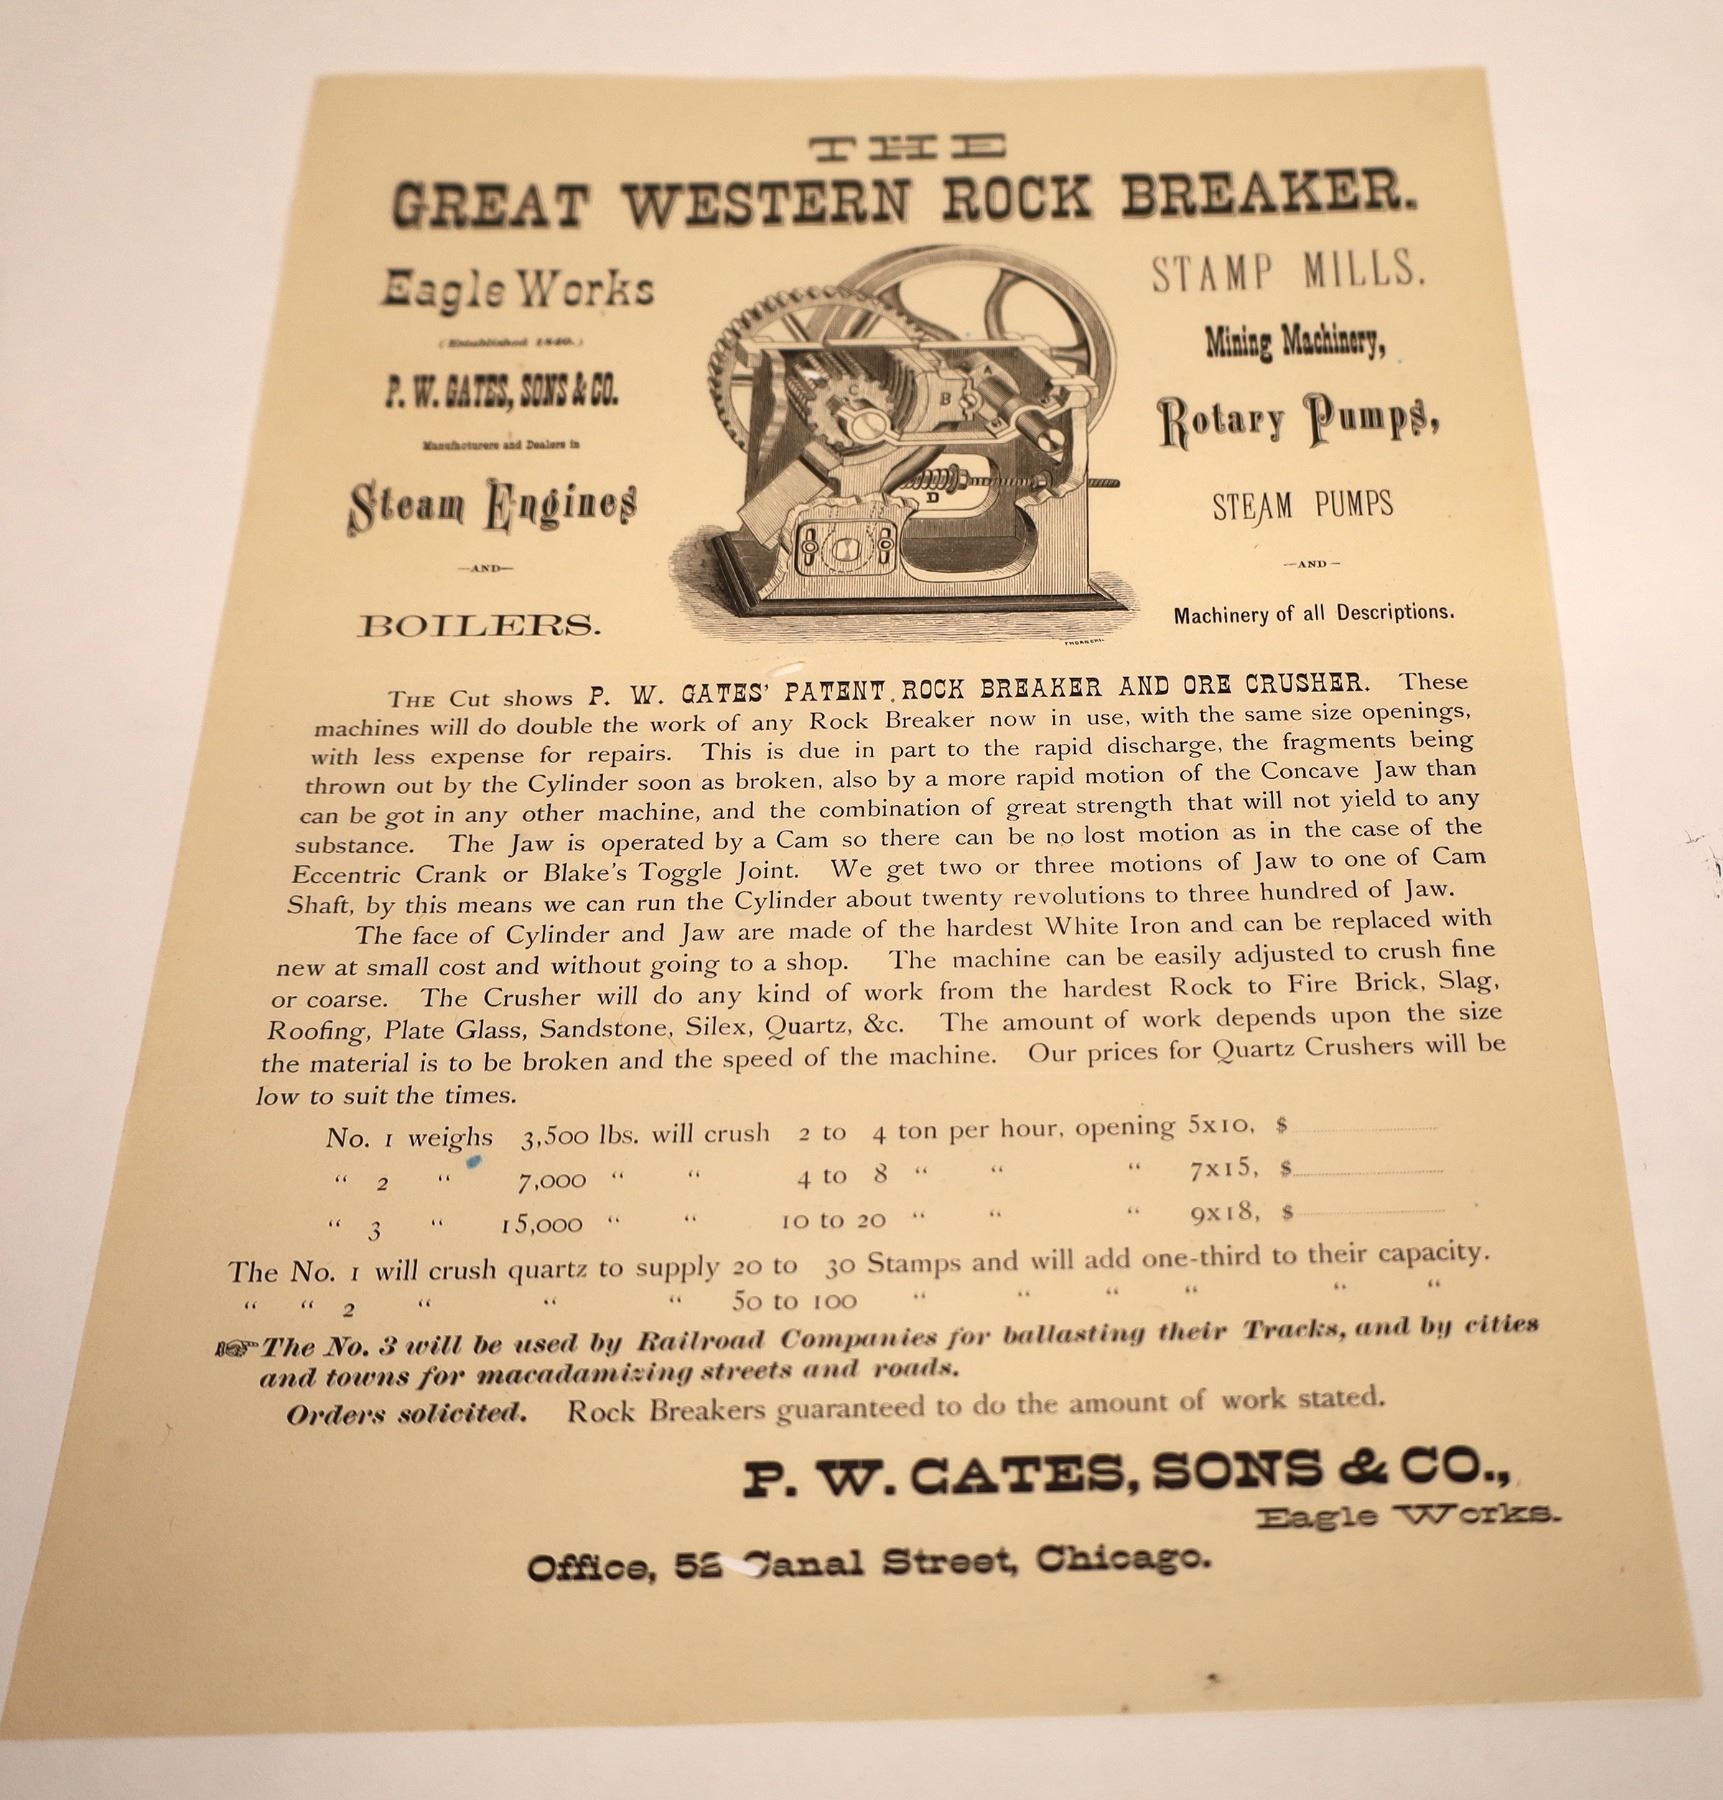 THE
GREAT WESTERN ROCK BREAKER.
Eagle Works
(Established 1840.)
P. W. GATES, SONS & CO.
Manufacturers and Dealers in
Steam Engines
—AND—
BOILERS.
A
B
C
D
STAMP MILLS.
Mining Machinery,
Rotary Pumps,
STEAM PUMPS
—AND—
Machinery of all Descriptions.
THE Cut shows P. W. GATES' PATENT ROCK BREAKER AND ORE CRUSHER. These
machines will do double the work of any Rock Breaker now in use, with the same size openings,
with less expense for repairs. This is due in part to the rapid discharge, the fragments being
thrown out by the Cylinder soon as broken, also by a more rapid motion of the Concave Jaw than
can be got in any other machine, and the combination of great strength that will not yield to any
substance. The Jaw is operated by a Cam so there can be no lost motion as in the case of the
Eccentric Crank or Blake's Toggle Joint. We get two or three motions of Jaw to one of Cam
Shaft, by this means we can run the Cylinder about twenty revolutions to three hundred of Jaw.
The face of Cylinder and Jaw are made of the hardest White Iron and can be replaced with
new at small cost and without going to a shop. The machine can be easily adjusted to crush fine
or coarse. The Crusher will do any kind of work from the hardest Rock to Fire Brick, Slag,
Roofing, Plate Glass, Sandstone, Silex, Quartz, &c. The amount of work depends upon the size
the material is to be broken and the speed of the machine. Our prices for Quartz Crushers will be
low to suit the times.
No. 1 weighs 3,500 lbs. will crush 2 to 4 ton per hour, opening 5x10, $
“ 2 “ 7,000 “ “ 4 to 8 “ “ “ 7x15, $
“ 3 “ 15,000 “ “ 10 to 20 “ “ “ 9x18, $
The No. 1 will crush quartz to supply 20 to 30 Stamps and will add one-third to their capacity.
“ “ 2 “ “ “ 50 to 100 “ “ “ “ “ “
☞The No. 3 will be used by Railroad Companies for ballasting their Tracks, and by cities
and towns for macadamizing streets and roads.
Orders solicited. Rock Breakers guaranteed to do the amount of work stated.
P. W. GATES, SONS & CO.,
Eagle Works.
Office, 52 Canal Street, Chicago.